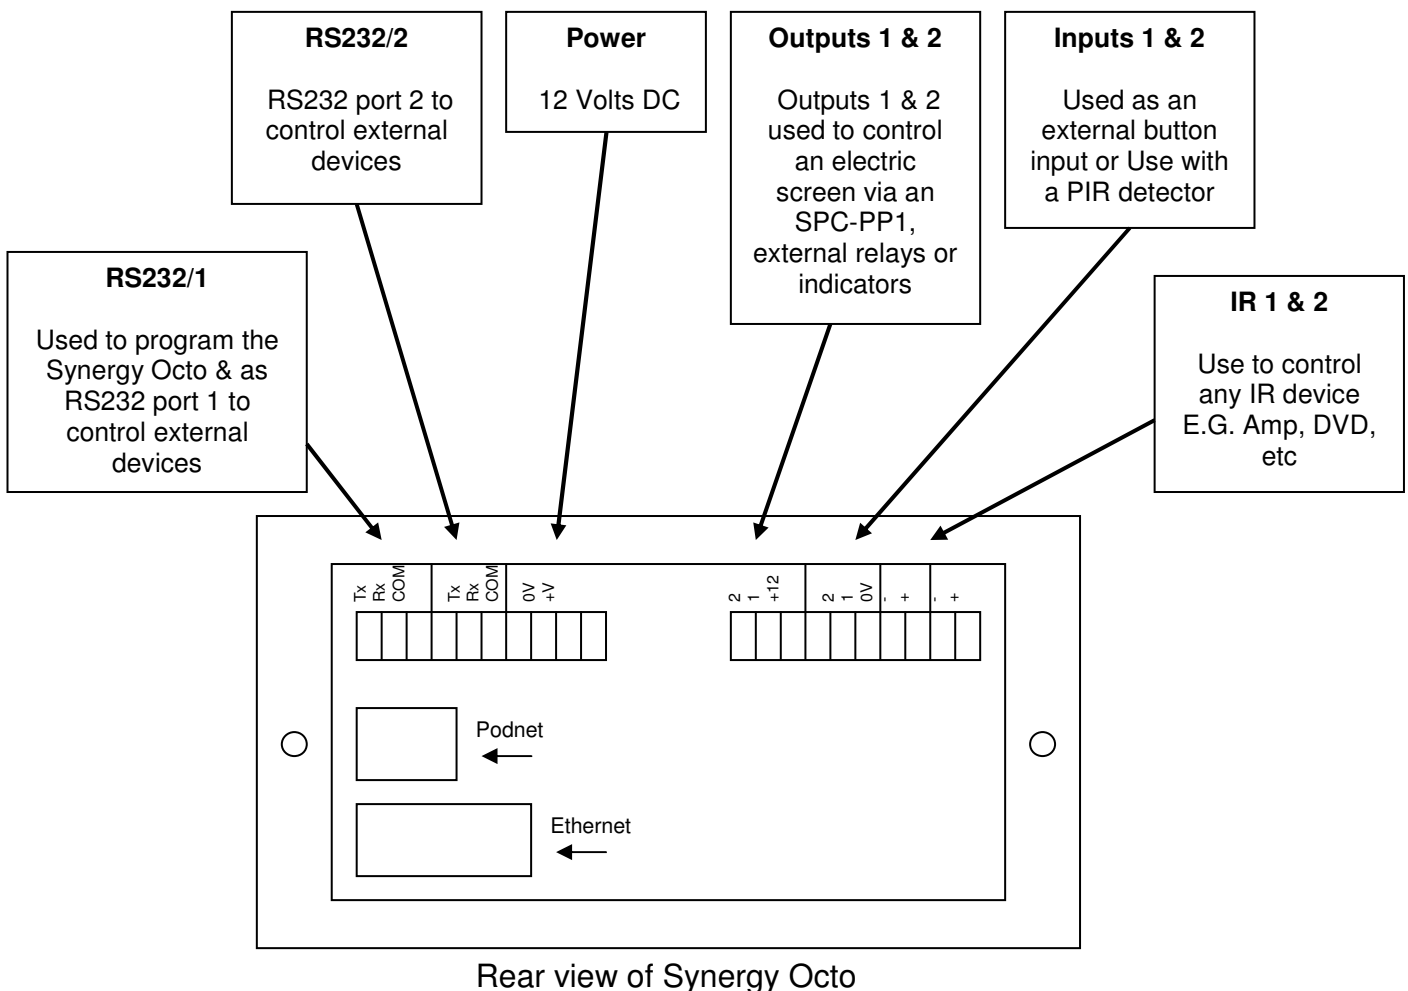 RS232/2
RS232 port 2 to
control external
devices
Power
12 Volts DC
Outputs 1 & 2
Outputs 1 & 2
used to control
an electric
screen via an
SPC-PP1,
external relays or
indicators
Inputs 1 & 2
Used as an
external button
input or Use with
a PIR detector
RS232/1
Used to program the
Synergy Octo & as
RS232 port 1 to
control external
devices
IR 1 & 2
Use to control
any IR device
E.G. Amp, DVD,
etc
Tx
Rx
COM
Tx
Rx
COM
0V
+V
2
1
+12
2
1
0V
-
+
-
+
Podnet
Ethernet
Rear view of Synergy Octo